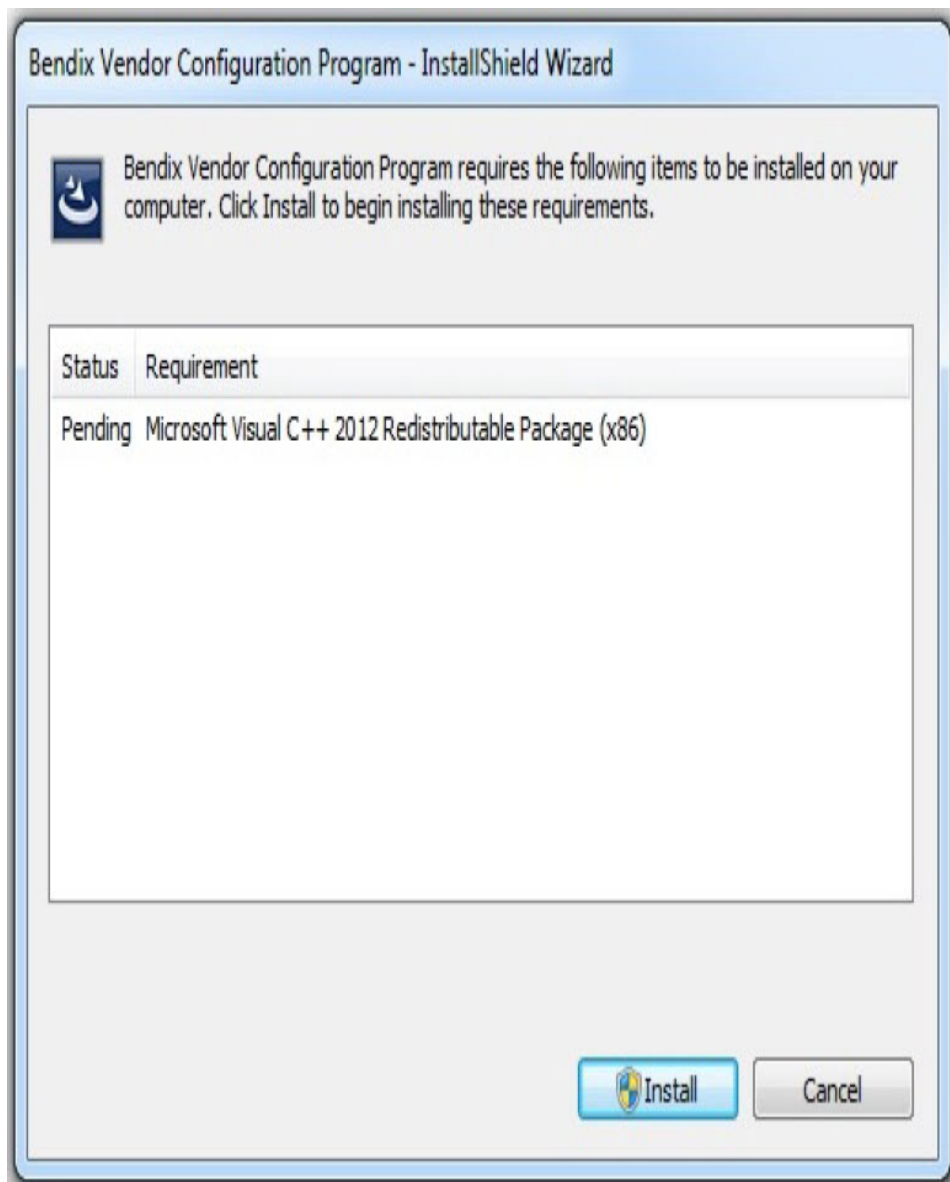 Bendix Vendor Configuration Program - InstallShield Wizard
Bendix Vendor Configuration Program requires the following items to be installed on your
computer. Click Install to begin installing these requirements.
Status Requirement
Pending Microsoft Visual C++ 2012 Redistributable Package (x86)
Install Cancel